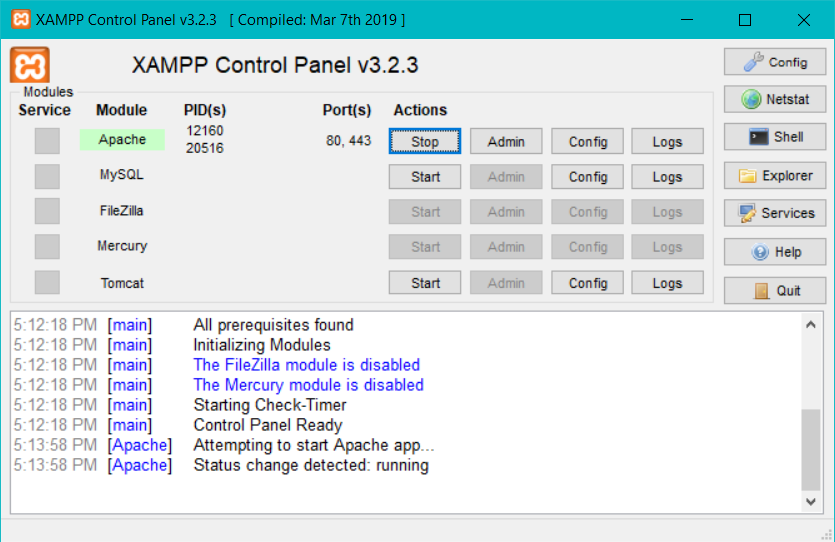 XAMPP Control Panel v3.2.3 [ Compiled: Mar 7th 2019 ]
XAMPP Control Panel v3.2.3
Config
Modules
Service Module PID(s) Port(s) Actions
Netstat
Apache 12160 20516 80, 443 Stop Admin Config Logs
Shell
MySQL Start Admin Config Logs
Explorer
FileZilla Start Admin Config Logs
Services
Mercury Start Admin Config Logs
Help
Tomcat Start Admin Config Logs
Quit
5:12:18 PM [main] All prerequisites found
5:12:18 PM [main] Initializing Modules
5:12:18 PM [main] The FileZilla module is disabled
5:12:18 PM [main] The Mercury module is disabled
5:12:18 PM [main] Starting Check-Timer
5:12:18 PM [main] Control Panel Ready
5:13:58 PM [Apache] Attempting to start Apache app...
5:13:58 PM [Apache] Status change detected: running